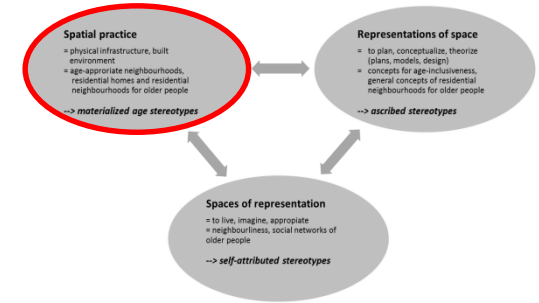 Spatial practice
= physical infrastructure, built
environment
= age-approriate neighbourhoods,
residential homes and residential
neighbourhoods for older people
--> materialized age stereotypes
Representations of space
= to plan, conceptualize, theorize
(plans, models, design)
= concepts for age-inclusiveness,
general concepts of residential
neighbourhoods for older people
--> ascribed stereotypes
Spaces of representation
= to live, imagine, appropiate
= neighbourliness, social networks of
older people
--> self-attributed stereotypes